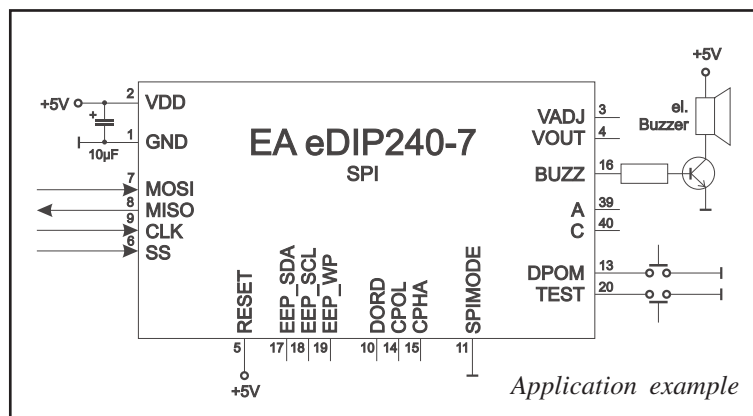 +5V
2
VDD
+
1
GND
10µF
7
MOSI
8
MISO
9
CLK
6
SS
EA eDIP240-7
SPI
VADJ
3
VOUT
4
BUZZ
16
A
39
C
40
DPOM
13
TEST
20
+5V
el.
Buzzer
RESET
EEP_SDA
EEP_SCL
EEP_WP
DORD
CPOL
CPHA
SPIMODE
5
17
18
19
10
14
15
11
+5V
Application example